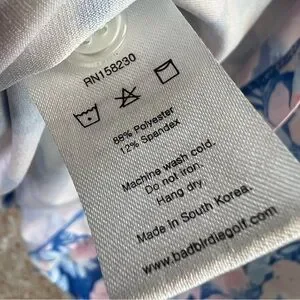 RN158230
88% Polyester
12% Spandex
Machine wash cold.
Do not iron.
Hang dry.
Made in South Korea.
www.badbirdiagolf.com